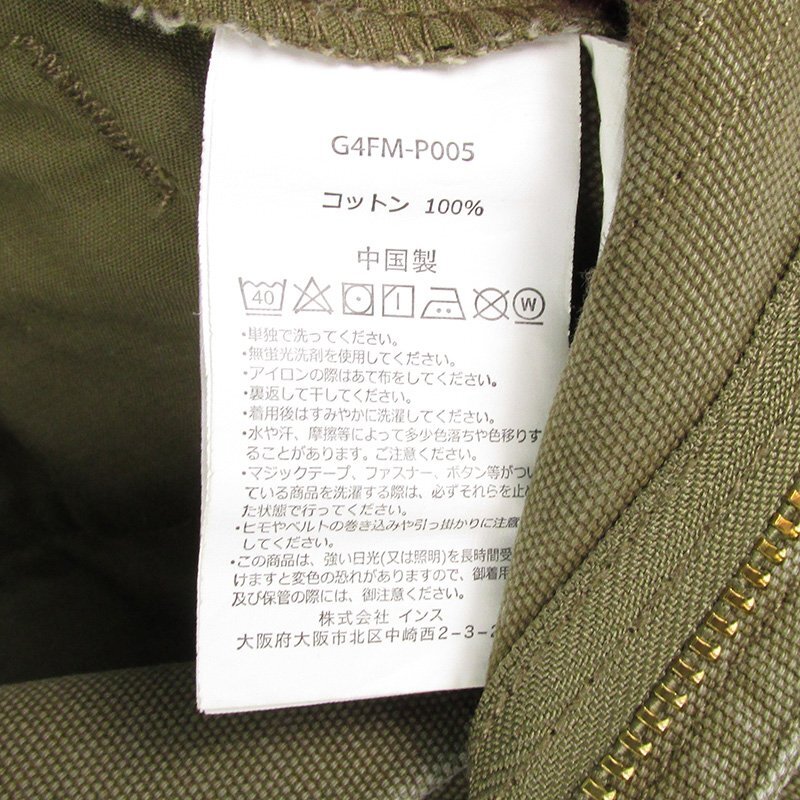 G4FM-P005
コットン 100%
中国製
40 W
・単独で洗ってください。
・無蛍光洗剤を使用してください。
・アイロンの際はあて布をしてください。
・裏返して干してください。
・着用後はすみやかに洗濯してください。
・水や汗、摩擦等によって多少色落ちや色移りす
ることがあります。ご注意ください。
・マジックテープ、ファスナー、ボタン等がつい
ている商品を洗濯する際は、必ずそれらを止め
た状態で行ってください。
・ヒモやベルトの巻き込みや引っ掛かりに注意
してください。
・この商品は、強い日光(又は照明)を長時間受
けますと変色の恐れがありますので、御着用
及び保管の際には、御注意ください。
株式会社 インス
大阪府大阪市北区中崎西2-3-2